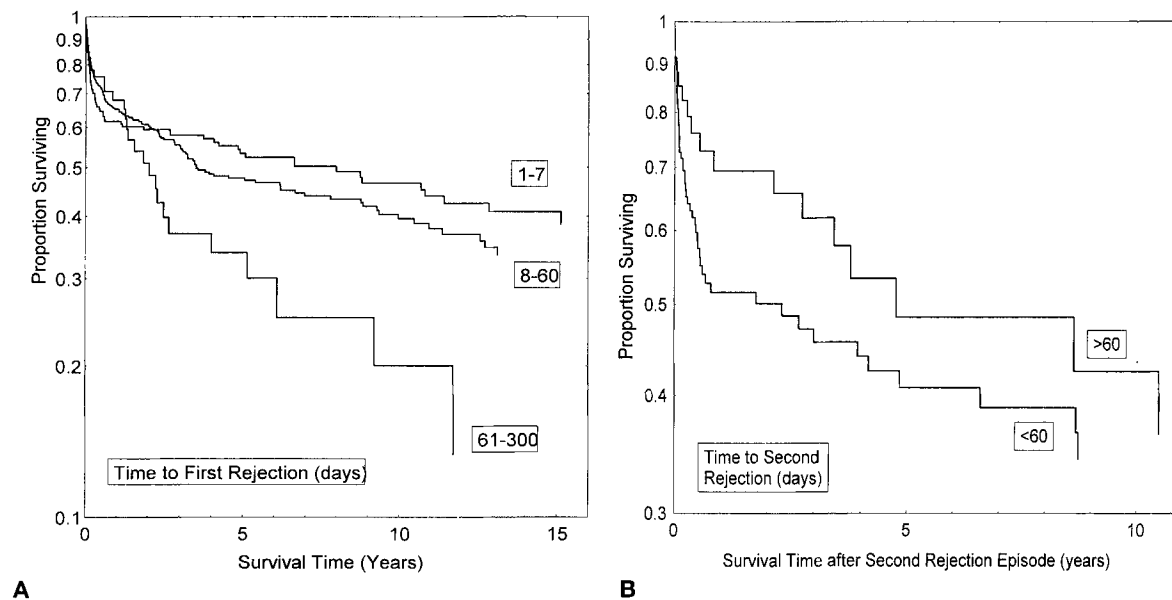 1
0.9
0.8
0.7
0.6
0.5
0.4
0.3
0.2
0.1
Proportion Surviving
1-7
8-60
61-300
Time to First Rejection (days)
0 5 10 15
Survival Time (Years)
A
1
0.9
0.8
0.7
0.6
0.5
0.4
0.3
Proportion Surviving
>60
<60
Time to Second
Rejection (days)
0 5 10
Survival Time after Second Rejection Episode (years)
B